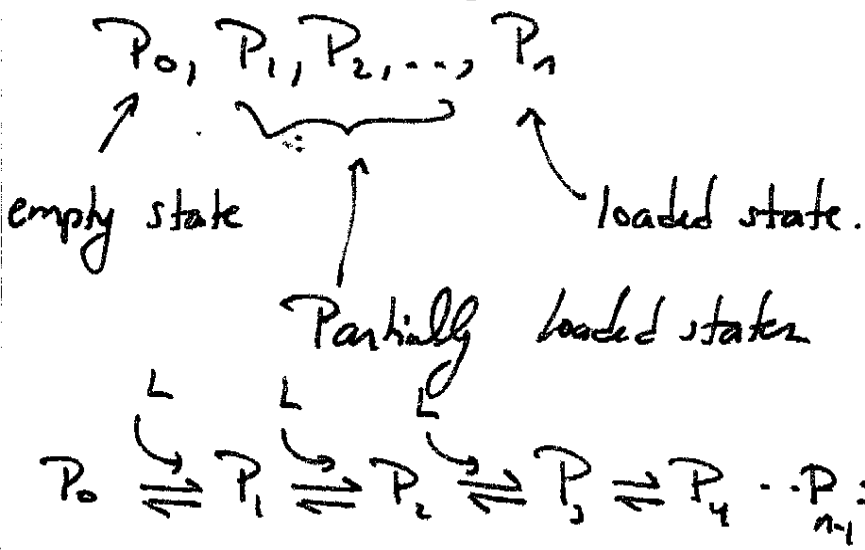 P₀, P₁, P₂, ..., Pₙ
empty state
loaded state.
Partially loaded states
L L L
P₀ ⇌ P₁ ⇌ P₂ ⇌ P₃ ⇌ P₄ ..Pₙ₋₁